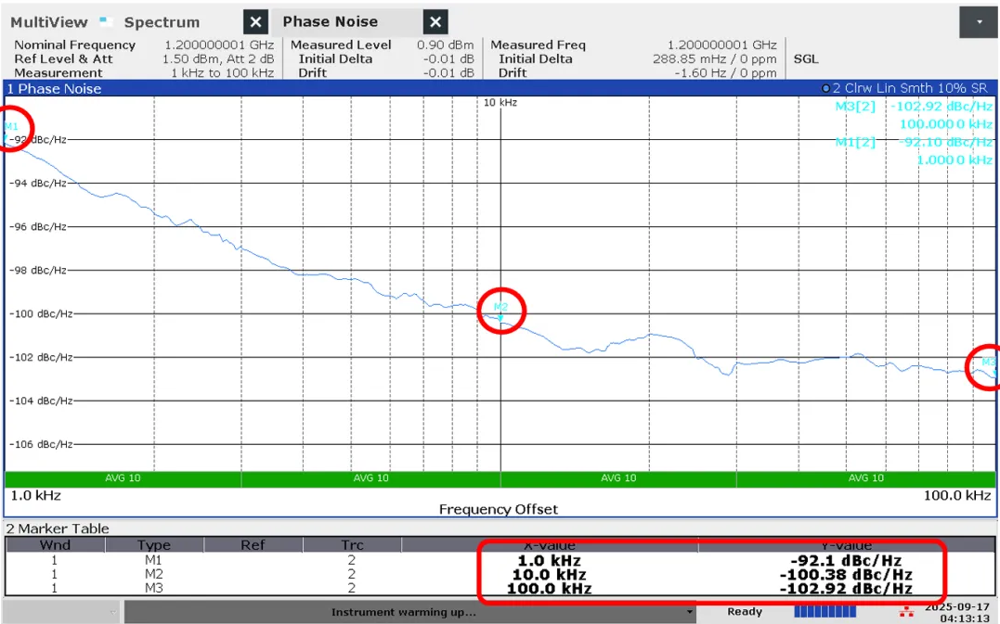 MultiView Spectrum Phase Noise
Nominal Frequency 1.200000001 GHz Measured Level 0.90 dBm Measured Freq 1.200000001 GHz
Ref Level & Att 1.50 dBm, Att 2 dB Initial Delta -0.01 dB Initial Delta 288.85 mHz / 0 ppm SGL
Measurement 1 kHz to 100 kHz Drift -0.01 dB Drift -1.60 Hz / 0 ppm
1 Phase Noise 2 Clrw Lin Smth 10% SR
10 kHz
M3[2] -102.92 dBc/Hz
100.000 0 kHz
M1[2] -92.10 dBc/Hz
1.000 0 kHz
M1
-92 dBc/Hz
-94 dBc/Hz
-96 dBc/Hz
-98 dBc/Hz
M2
-100 dBc/Hz
-102 dBc/Hz
M3
-104 dBc/Hz
-106 dBc/Hz
AVG 10 AVG 10 AVG 10 AVG 10
1.0 kHz 100.0 kHz
Frequency Offset
2 Marker Table
Wnd Type Ref Trc X-value Y-value
1 M1 2 1.0 kHz -92.1 dBc/Hz
1 M2 2 10.0 kHz -100.38 dBc/Hz
1 M3 2 100.0 kHz -102.92 dBc/Hz
Instrument warming up... Ready 2025-09-17
04:13:13